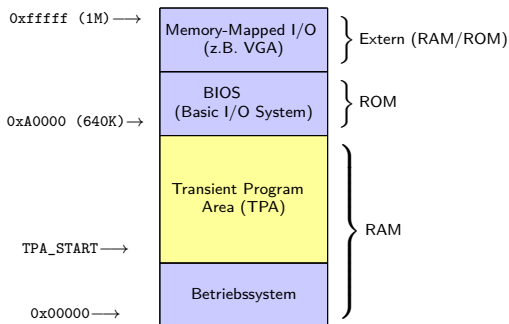 0xfffff (1M)→
Memory-Mapped I/O
(z.B. VGA)
Extern (RAM/ROM)
BIOS
(Basic I/O System)
ROM
0xA0000 (640K)→
Transient Program
Area (TPA)
RAM
TPA_START→
Betriebssystem
0x00000→